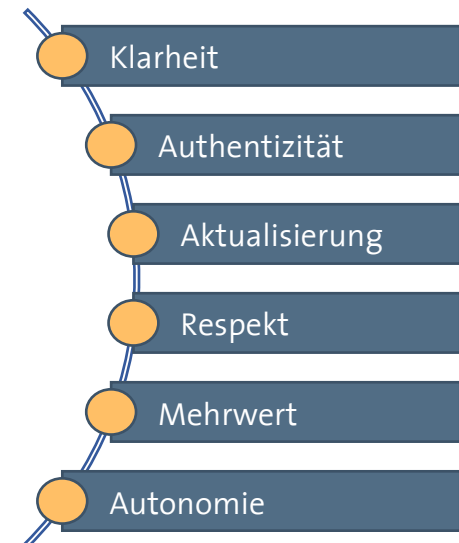 Klarheit
Authentizität
Aktualisierung
Respekt
Mehrwert
Autonomie